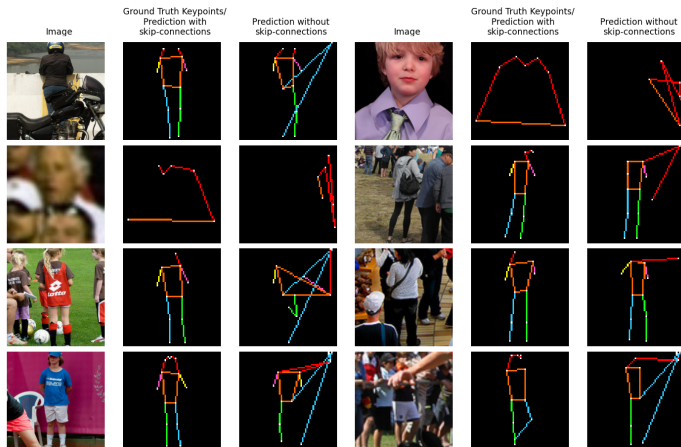 Image
Ground Truth Keypoints/
Prediction with
skip-connections
Prediction without
skip-connections
Image
Ground Truth Keypoints/
Prediction with
skip-connections
Prediction without
skip-connections
lotto